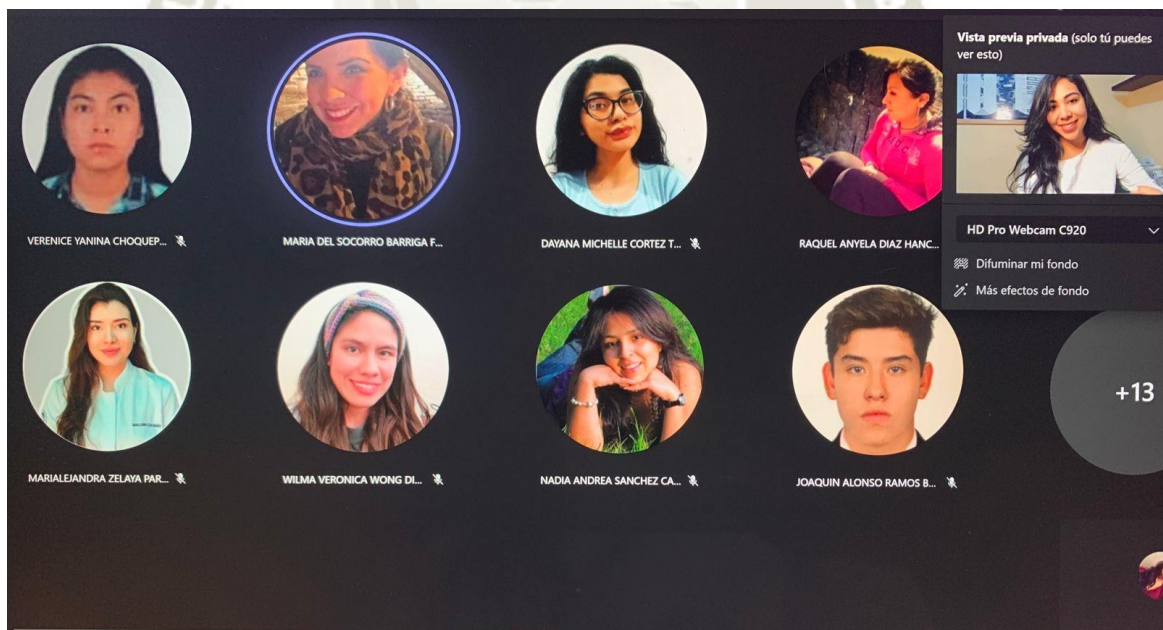 Vista previa privada (solo tú puedes
ver esto)
VERENICE YANINA CHOQUEP...
MARIA DEL SOCORRO BARRIGA F...
DAYANA MICHELLE CORTEZ T...
RAQUEL ANYELA DIAZ HANC...
HD Pro Webcam C920
Difuminar mi fondo
Más efectos de fondo
+13
MARIALEJANDRA ZELAYA PAR...
WILMA VERONICA WONG DI...
NADIA ANDREA SANCHEZ CA...
JOAQUIN ALONSO RAMOS B...